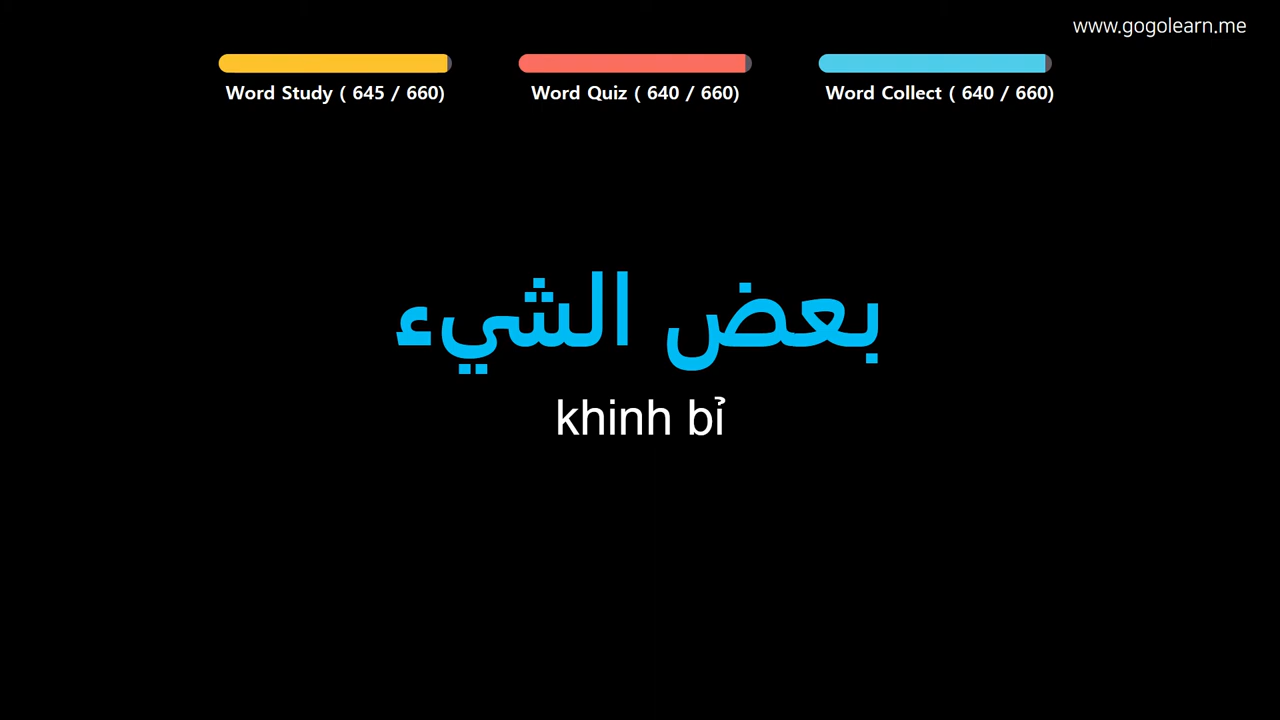 www.gogolearn.me
Word Study ( 645 / 660)
Word Quiz ( 640 / 660)
Word Collect ( 640 / 660)
بعض الشيء
khinh bỉ